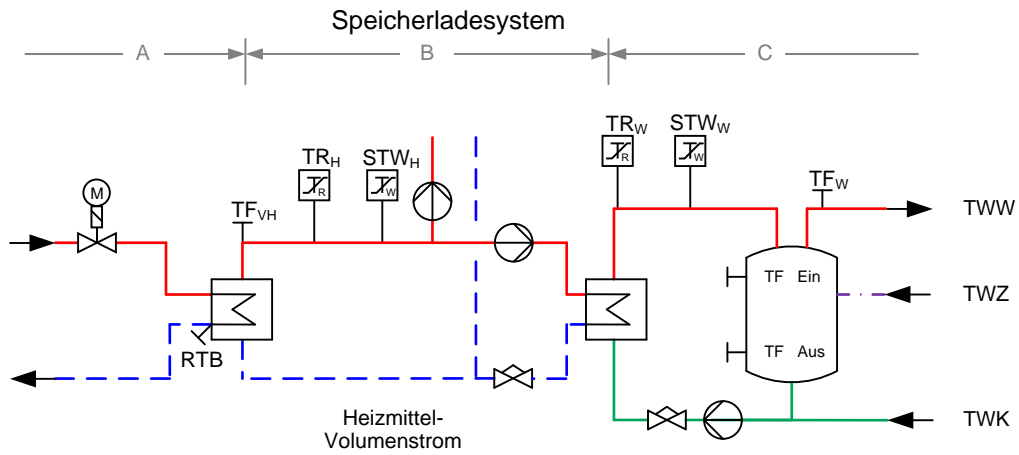 Speicherladesystem
A
B
C
TR_W
STW_W
TR_H
STW_H
R
W
R
W
M
TF_VH
TF_W
TWW
TF Ein
TWZ
RTB
TF Aus
Heizmittel-
Volumenstrom
TWK